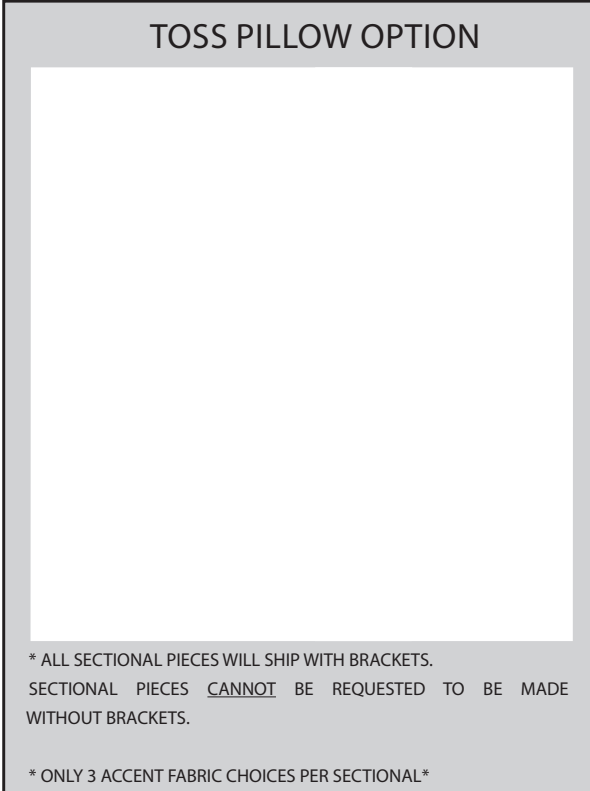 TOSS PILLOW OPTION
* ALL SECTIONAL PIECES WILL SHIP WITH BRACKETS.
SECTIONAL PIECES CANNOT BE REQUESTED TO BE MADE
WITHOUT BRACKETS.
* ONLY 3 ACCENT FABRIC CHOICES PER SECTIONAL*